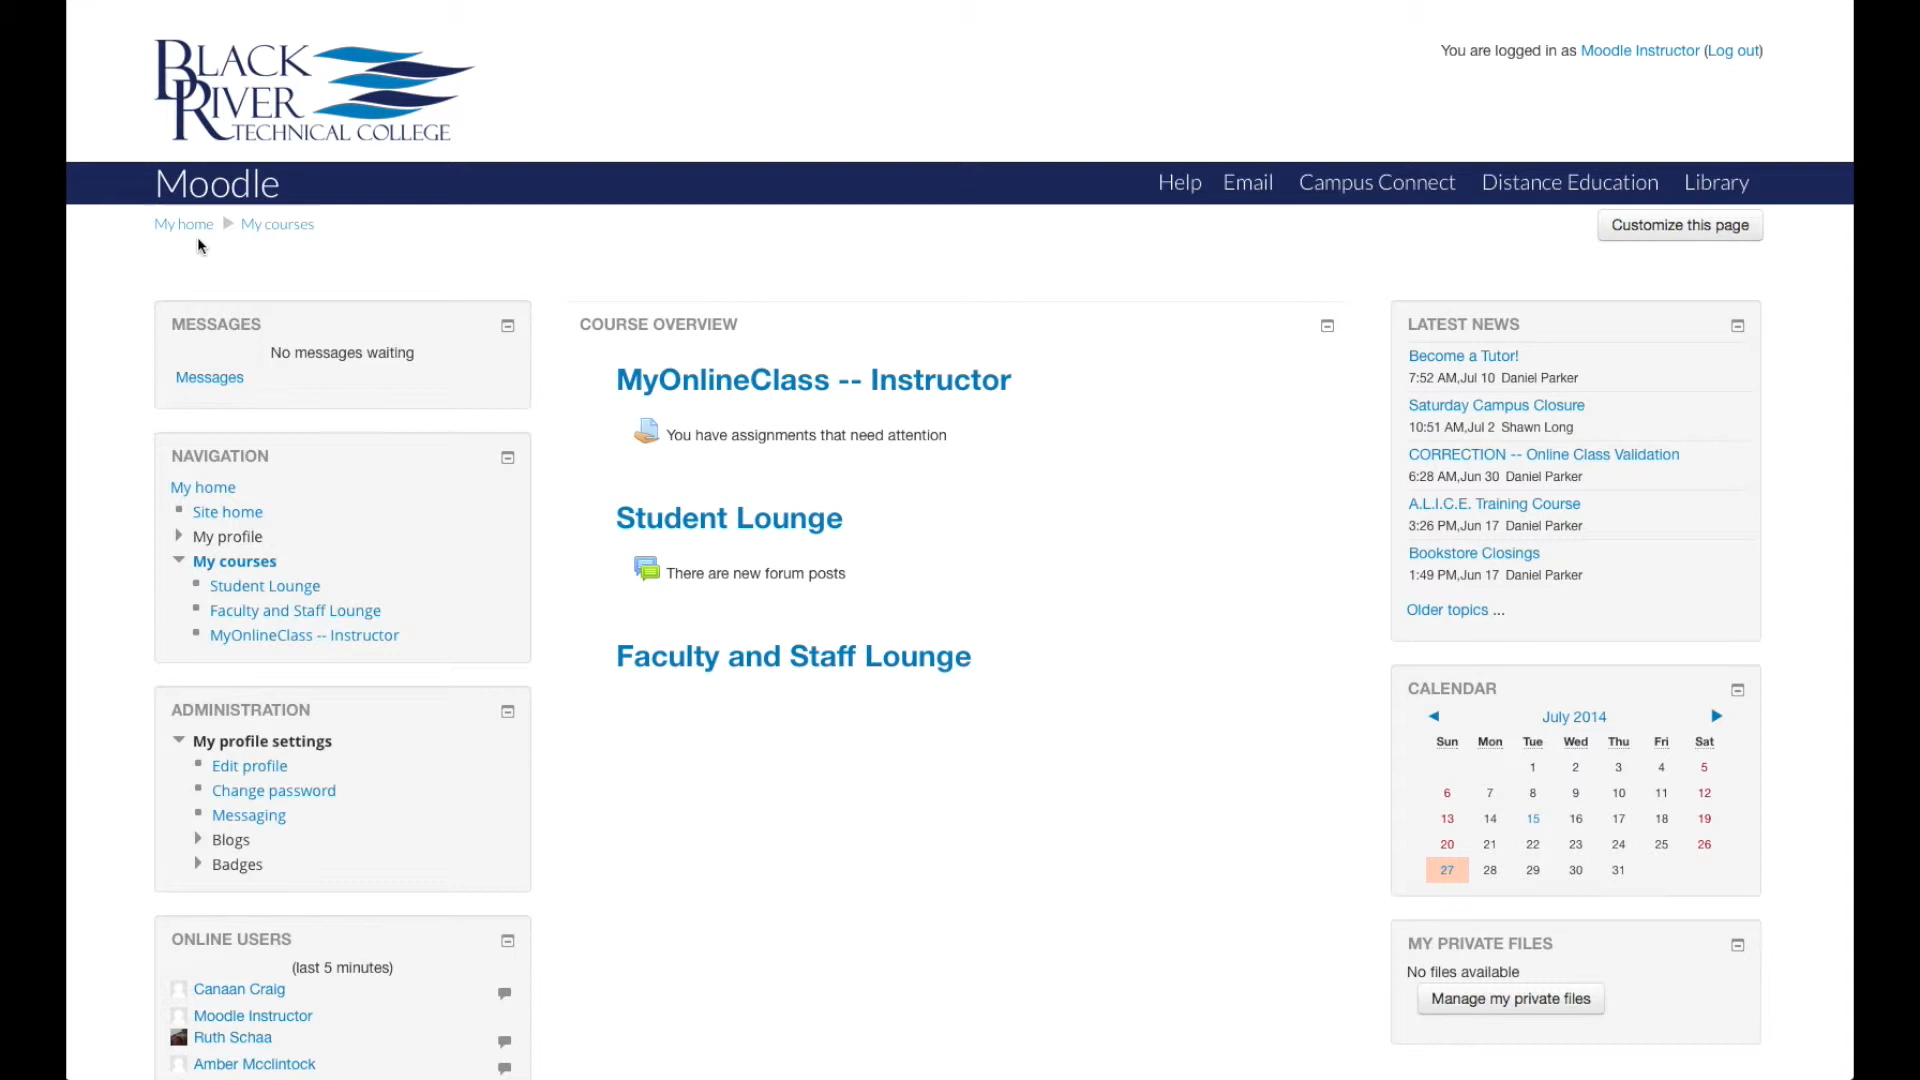 BLACK
RIVER
TECHNICAL COLLEGE
You are logged in as Moodle Instructor (Log out)
Moodle
Help Email Campus Connect Distance Education Library
My home My courses
Customize this page
MESSAGES
No messages waiting
Messages
NAVIGATION
My home
Site home
My profile
My courses
Student Lounge
Faculty and Staff Lounge
MyOnlineClass -- Instructor
ADMINISTRATION
My profile settings
Edit profile
Change password
Messaging
Blogs
Badges
ONLINE USERS
(last 5 minutes)
Canaan Craig
Moodle Instructor
Ruth Schaa
Amber Mcclintock
COURSE OVERVIEW
MyOnlineClass -- Instructor
You have assignments that need attention
Student Lounge
There are new forum posts
Faculty and Staff Lounge
LATEST NEWS
Become a Tutor!
7:52 AM,Jul 10 Daniel Parker
Saturday Campus Closure
10:51 AM,Jul 2 Shawn Long
CORRECTION -- Online Class Validation
6:28 AM,Jun 30 Daniel Parker
A.L.I.C.E. Training Course
3:26 PM,Jun 17 Daniel Parker
Bookstore Closings
1:49 PM,Jun 17 Daniel Parker
Older topics ...
CALENDAR
July 2014
Sun Mon Tue Wed Thu Fri Sat
1 2 3 4 5
6 7 8 9 10 11 12
13 14 15 16 17 18 19
20 21 22 23 24 25 26
27 28 29 30 31
MY PRIVATE FILES
No files available
Manage my private files